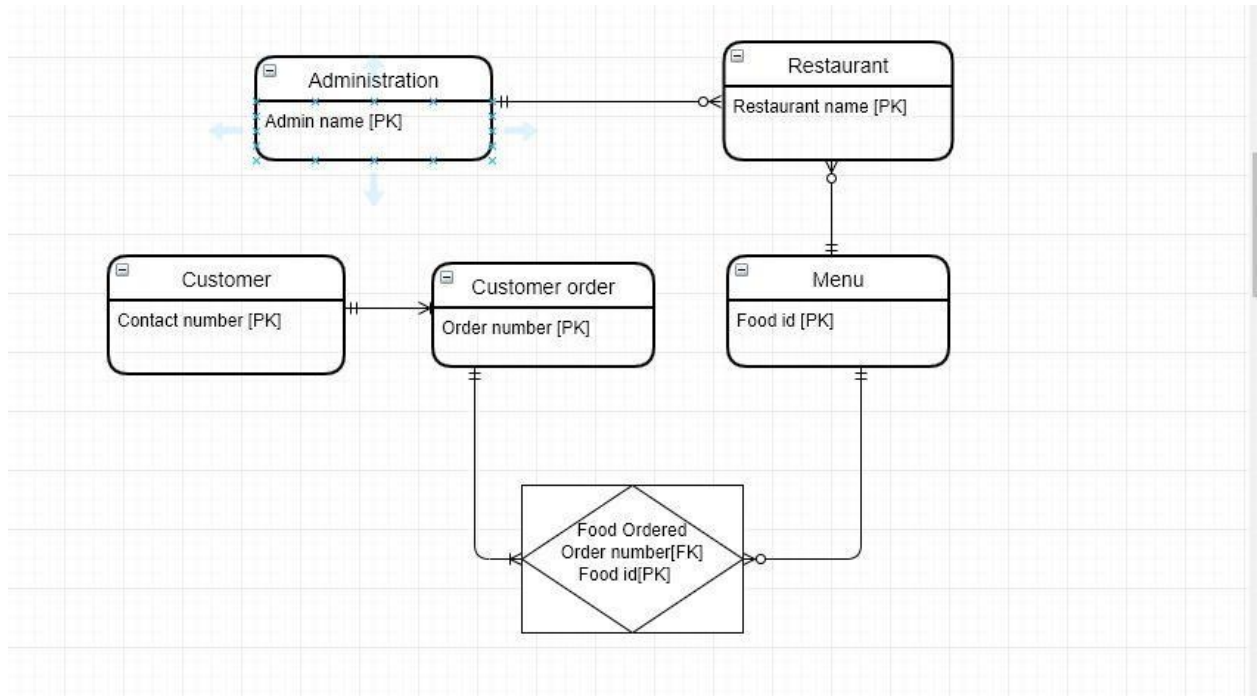 Administration
Admin name [PK]
Restaurant
Restaurant name [PK]
Customer
Contact number [PK]
Customer order
Order number [PK]
Menu
Food id [PK]
Food Ordered
Order number[FK]
Food id[PK]